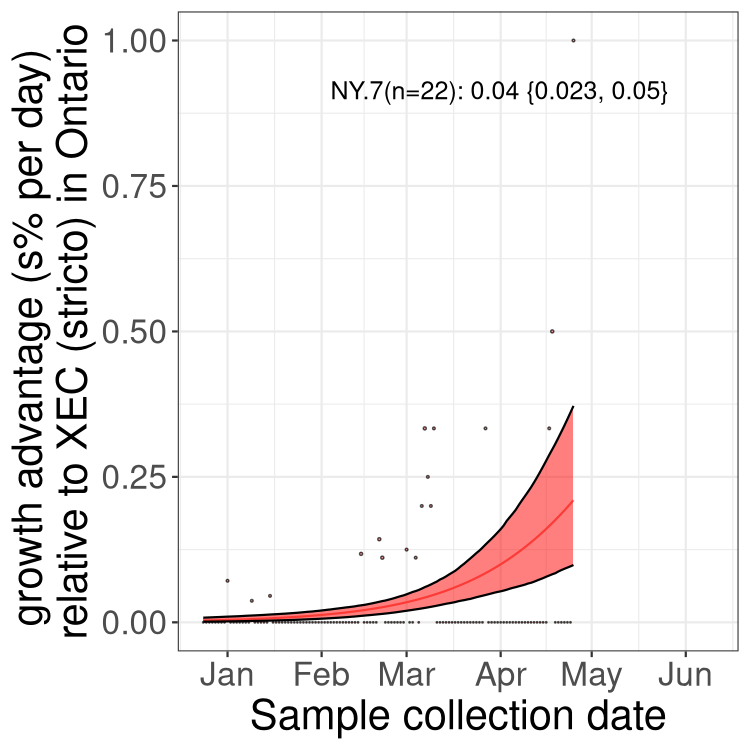 growth advantage (s% per day)
relative to XEC (stricto) in Ontario
1.00
0.75
0.50
0.25
0.00
NY.7(n=22): 0.04 {0.023, 0.05}
Jan Feb Mar Apr May Jun
Sample collection date